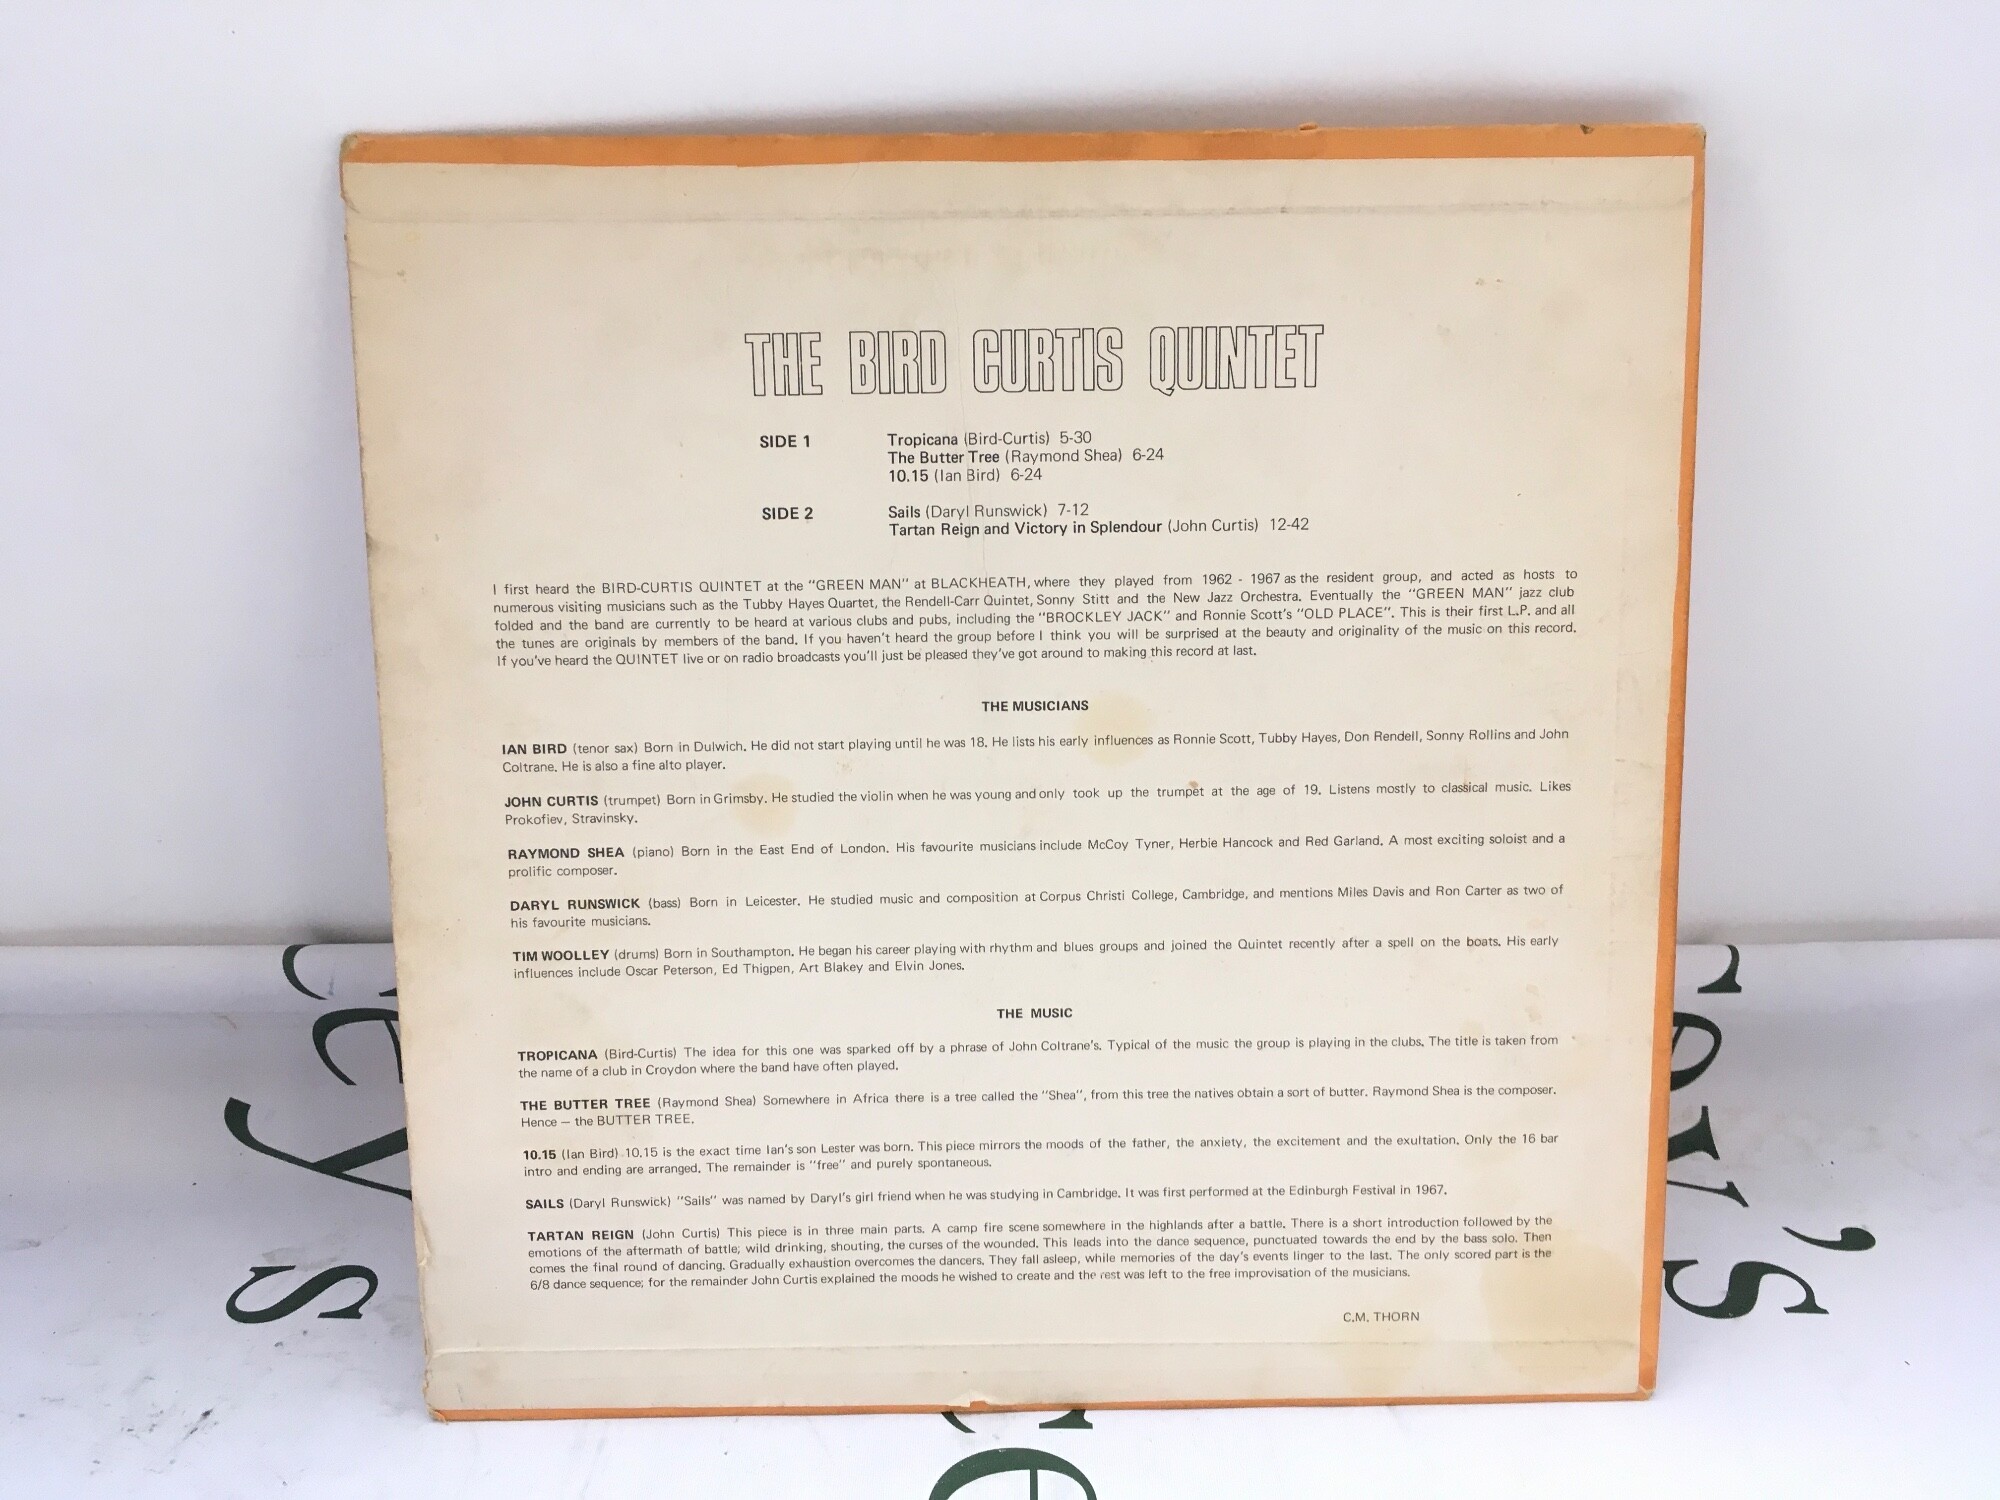 THE BIRD CURTIS QUINTET
SIDE 1 Tropicana (Bird-Curtis) 5-30
The Butter Tree (Raymond Shea) 6-24
10.15 (Ian Bird) 6-24
SIDE 2 Sails (Daryl Runswick) 7-12
Tartan Reign and Victory in Splendour (John Curtis) 12-42
I first heard the BIRD-CURTIS QUINTET at the "GREEN MAN" at BLACKHEATH, where they played from 1962 - 1967 as the resident group, and acted as hosts to
numerous visiting musicians such as the Tubby Hayes Quartet, the Rendell-Carr Quintet, Sonny Stitt and the New Jazz Orchestra. Eventually the "GREEN MAN" jazz club
folded and the band are currently to be heard at various clubs and pubs, including the "BROCKLEY JACK" and Ronnie Scott's "OLD PLACE". This is their first L.P. and all
the tunes are originals by members of the band. If you haven't heard the group before I think you will be surprised at the beauty and originality of the music on this record.
If you've heard the QUINTET live or on radio broadcasts you'll just be pleased they've got around to making this record at last.
THE MUSICIANS
IAN BIRD (tenor sax) Born in Dulwich. He did not start playing until he was 18. He lists his early influences as Ronnie Scott, Tubby Hayes, Don Rendell, Sonny Rollins and John
Coltrane. He is also a fine alto player.
JOHN CURTIS (trumpet) Born in Grimsby. He studied the violin when he was young and only took up the trumpet at the age of 19. Listens mostly to classical music. Likes
Prokofiev, Stravinsky.
RAYMOND SHEA (piano) Born in the East End of London. His favourite musicians include McCoy Tyner, Herbie Hancock and Red Garland. A most exciting soloist and a
prolific composer.
DARYL RUNSWICK (bass) Born in Leicester. He studied music and composition at Corpus Christi College, Cambridge, and mentions Miles Davis and Ron Carter as two of
his favourite musicians.
TIM WOOLLEY (drums) Born in Southampton. He began his career playing with rhythm and blues groups and joined the Quintet recently after a spell on the boats. His early
influences include Oscar Peterson, Ed Thigpen, Art Blakey and Elvin Jones.
THE MUSIC
TROPICANA (Bird-Curtis) The idea for this one was sparked off by a phrase of John Coltrane's. Typical of the music the group is playing in the clubs. The title is taken from
the name of a club in Croydon where the band have often played.
THE BUTTER TREE (Raymond Shea) Somewhere in Africa there is a tree called the "Shea", from this tree the natives obtain a sort of butter. Raymond Shea is the composer.
Hence — the BUTTER TREE.
10.15 (Ian Bird) 10.15 is the exact time Ian's son Lester was born. This piece mirrors the moods of the father, the anxiety, the excitement and the exultation. Only the 16 bar
intro and ending are arranged. The remainder is "free" and purely spontaneous.
SAILS (Daryl Runswick) "Sails" was named by Daryl's girl friend when he was studying in Cambridge. It was first performed at the Edinburgh Festival in 1967.
TARTAN REIGN (John Curtis) This piece is in three main parts. A camp fire scene somewhere in the highlands after a battle. There is a short introduction followed by the
emotions of the aftermath of battle; wild drinking, shouting, the curses of the wounded. This leads into the dance sequence, punctuated towards the end by the bass solo. Then
comes the final round of dancing. Gradually exhaustion overcomes the dancers. They fall asleep, while memories of the day's events linger to the last. The only scored part is the
6/8 dance sequence; for the remainder John Curtis explained the moods he wished to create and the rest was left to the free improvisation of the musicians.
C.M. THORN